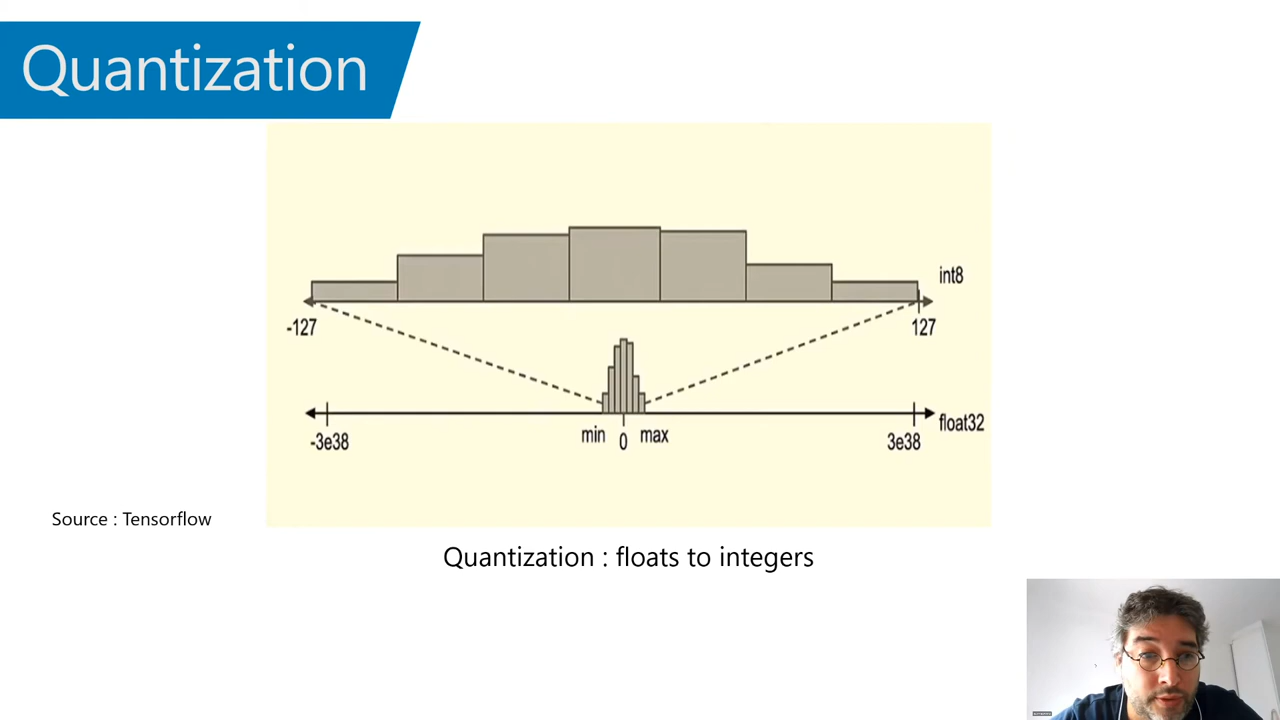 Quantization
int8
-127
127
float32
min
0
max
-3e38
3e38
Source : Tensorflow
Quantization : floats to integers